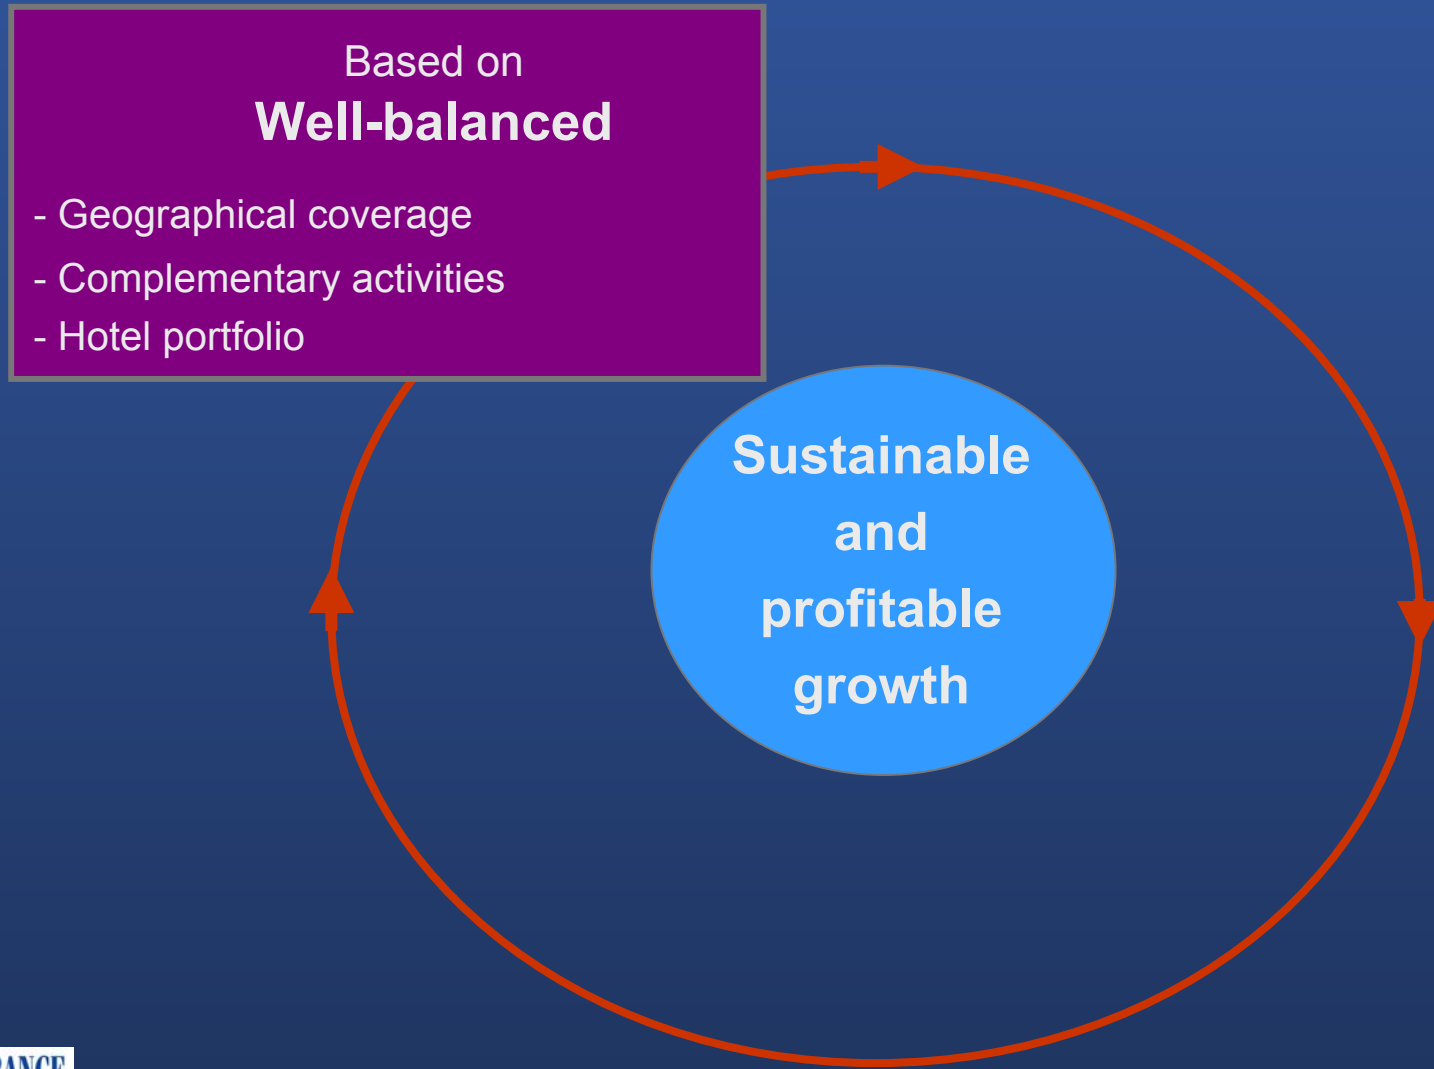 Based on
Well-balanced
- Geographical coverage
- Complementary activities
- Hotel portfolio
Sustainable
and
profitable
growth